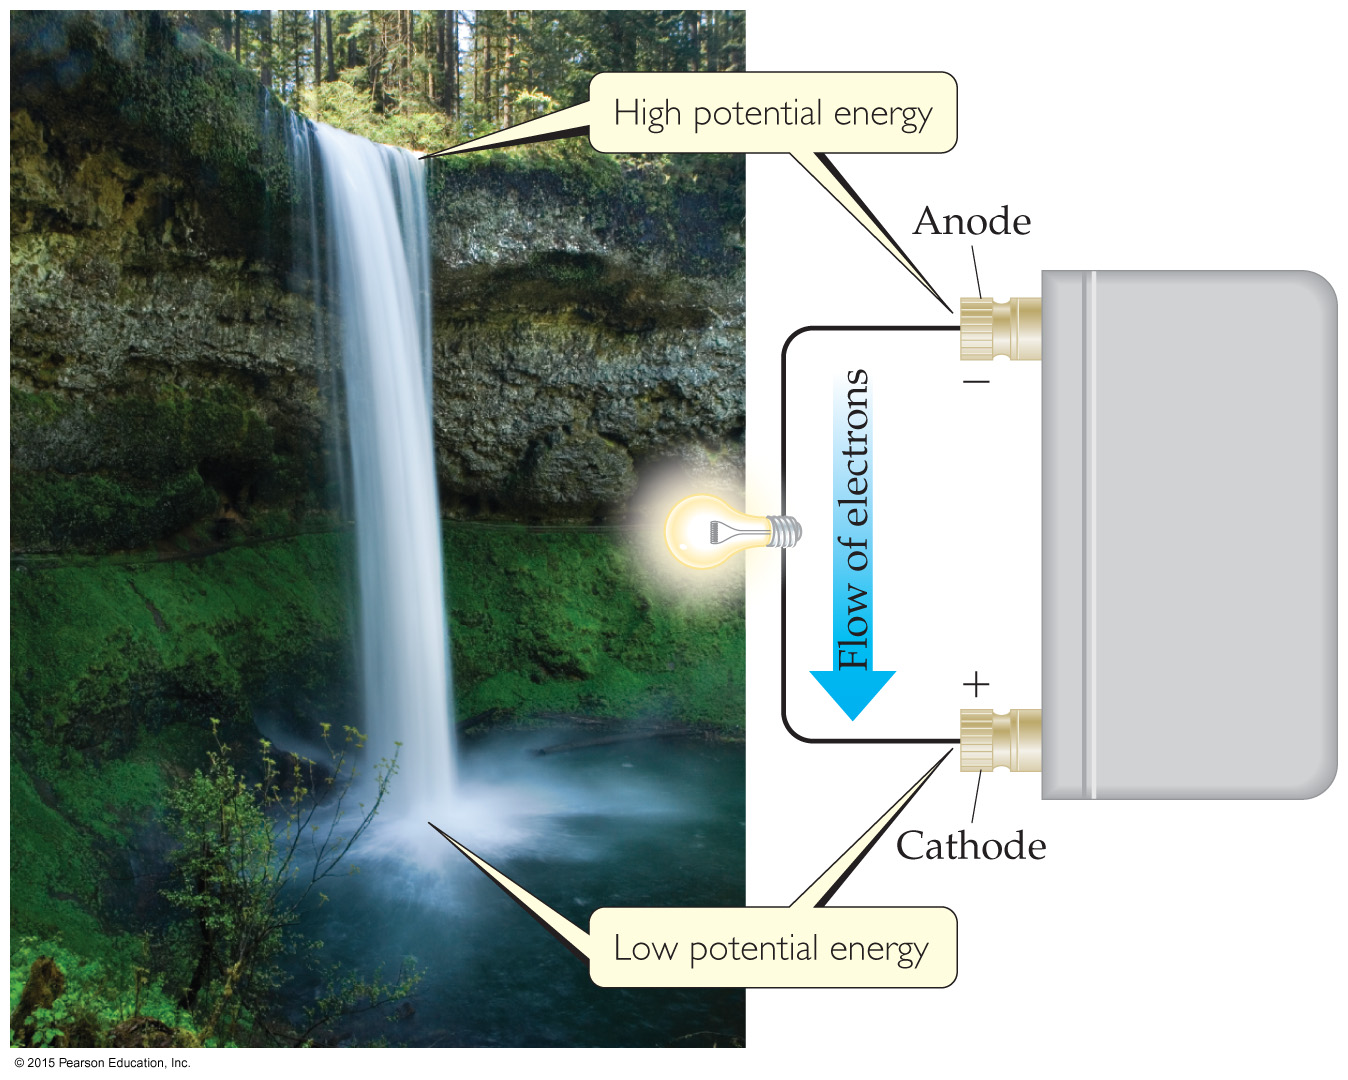 High potential energy
Anode
−
Flow of electrons
+
Cathode
Low potential energy
© 2015 Pearson Education, Inc.